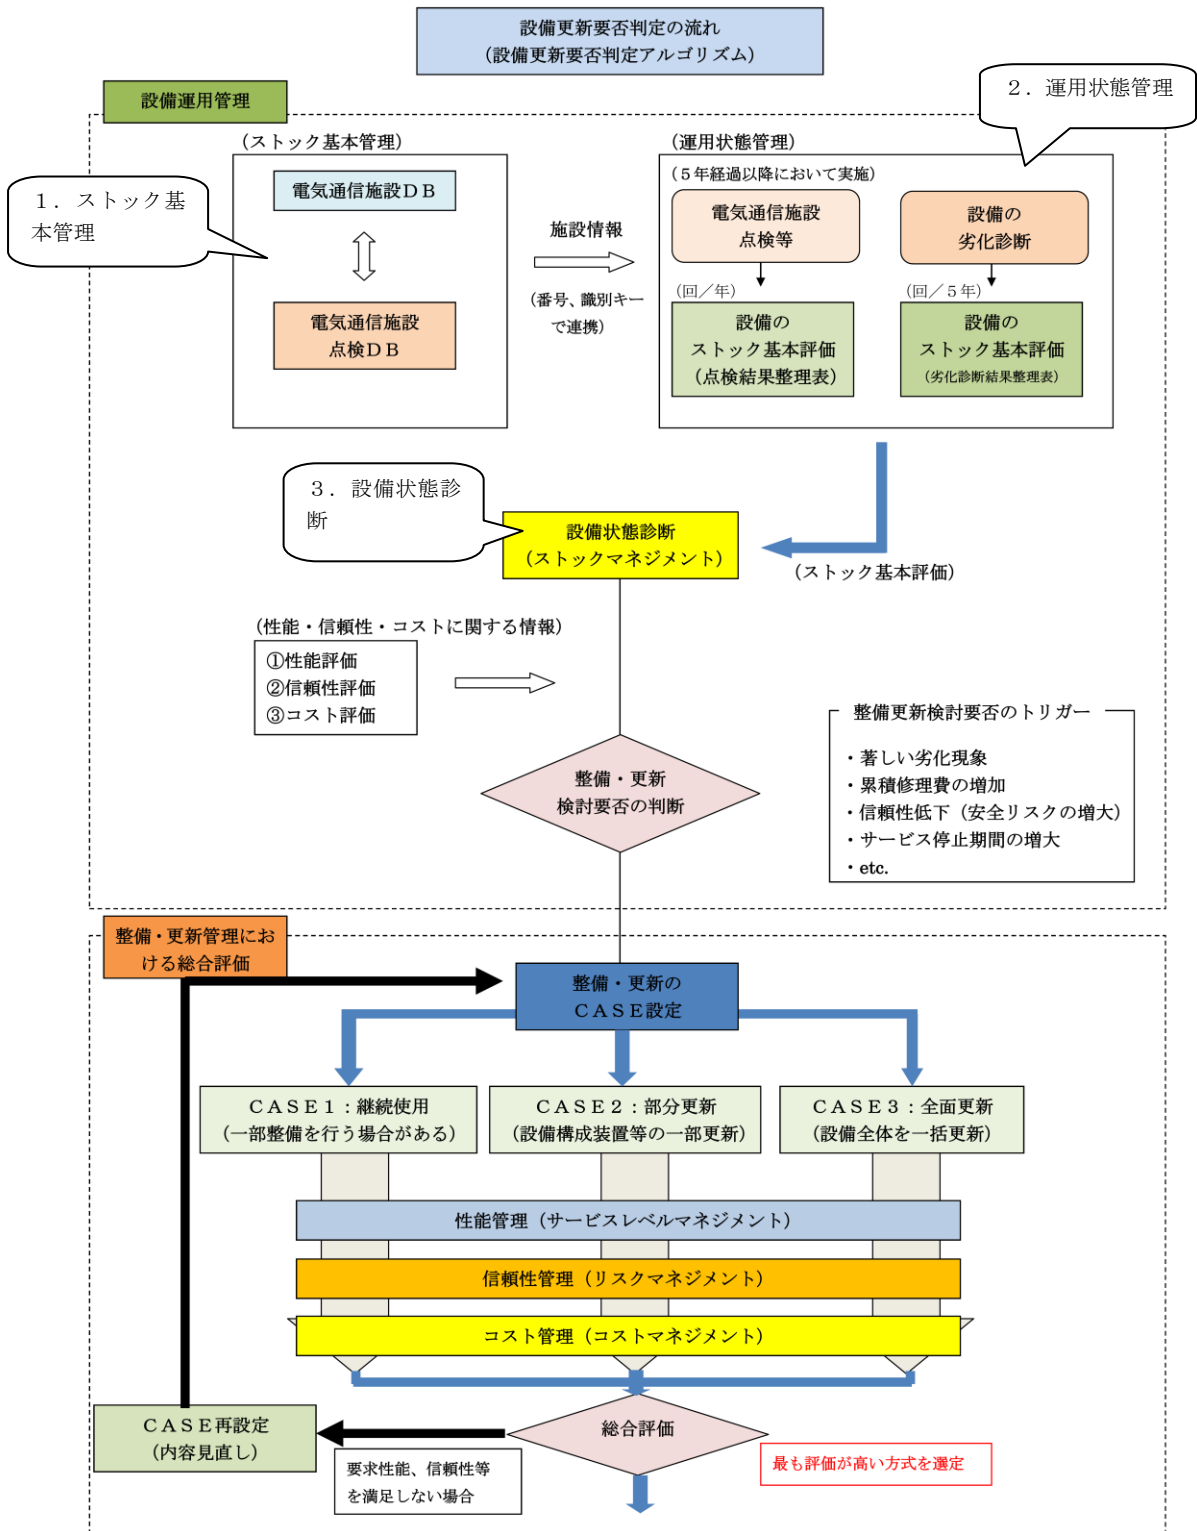 設備更新要否判定の流れ
（設備更新要否判定アルゴリズム）
設備運用管理
２．運用状態管理
（ストック基本管理）
（運用状態管理）
１．ストック基
本管理
電気通信施設ＤＢ
電気通信施設
点検ＤＢ
施設情報
（番号、識別キー
で連携）
（５年経過以降において実施）
電気通信施設
点検等
設備の
劣化診断
（回／年）
（回／５年）
設備の
ストック基本評価
（点検結果整理表）
設備の
ストック基本評価
（劣化診断結果整理表）
３．設備状態診
断
設備状態診断
（ストックマネジメント）
（ストック基本評価）
（性能・信頼性・コストに関する情報）
①性能評価
②信頼性評価
③コスト評価
整備・更新
検討要否の判断
整備更新検討要否のトリガー
・著しい劣化現象
・累積修理費の増加
・信頼性低下（安全リスクの増大）
・サービス停止期間の増大
・etc.
整備・更新管理にお
ける総合評価
整備・更新の
ＣＡＳＥ設定
ＣＡＳＥ１：継続使用
（一部整備を行う場合がある）
ＣＡＳＥ２：部分更新
（設備構成装置等の一部更新）
ＣＡＳＥ３：全面更新
（設備全体を一括更新）
性能管理（サービスレベルマネジメント）
信頼性管理（リスクマネジメント）
コスト管理（コストマネジメント）
ＣＡＳＥ再設定
（内容見直し）
総合評価
要求性能、信頼性等
を満足しない場合
最も評価が高い方式を選定